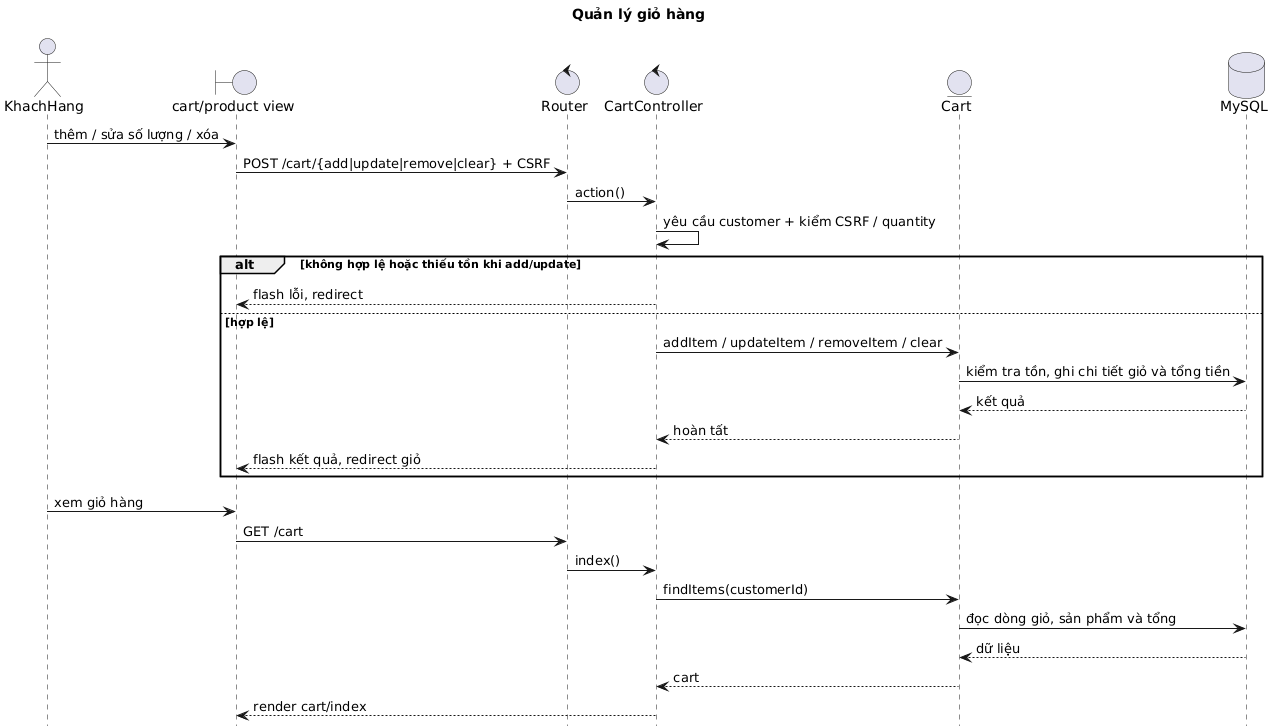 Quản lý giỏ hàng
KhachHang
cart/product view
Router
CartController
Cart
MySQL
thêm / sửa số lượng / xóa
POST /cart/{add|update|remove|clear} + CSRF
action()
yêu cầu customer + kiểm CSRF / quantity
alt [không hợp lệ hoặc thiếu tồn khi add/update]
flash lỗi, redirect
[hợp lệ]
addItem / updateItem / removeItem / clear
kiểm tra tồn, ghi chi tiết giỏ và tổng tiền
kết quả
hoàn tất
flash kết quả, redirect giỏ
xem giỏ hàng
GET /cart
index()
findItems(customerId)
đọc dòng giỏ, sản phẩm và tổng
dữ liệu
cart
render cart/index